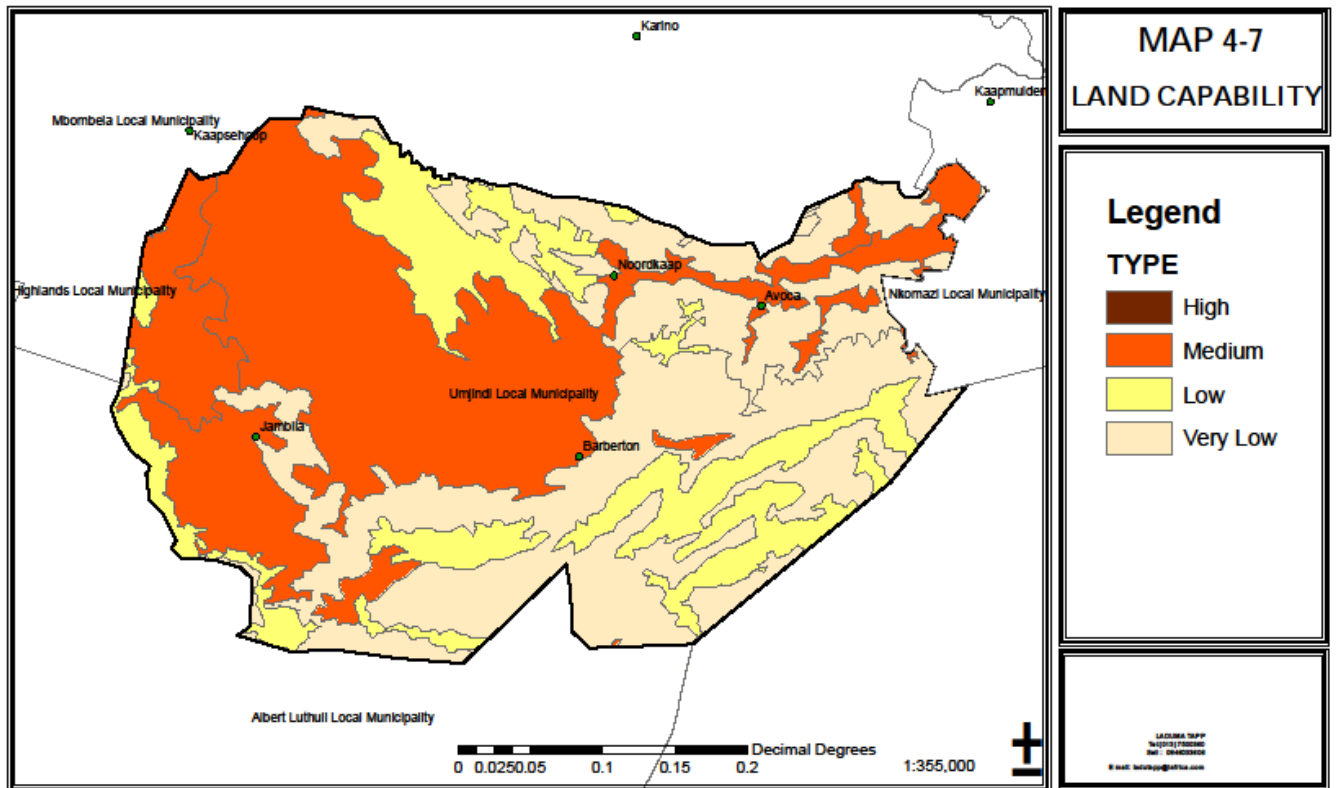 Karino
Kaapmuiden
Mbombela Local Municipality
Kaapsehoop
Noordkaap
Highlands Local Municipality
Avoca
Nkomazi Local Municipality
Umjindi Local Municipality
Jambila
Barberton
Albert Luthuli Local Municipality
Decimal Degrees
0 0.0250.05 0.1 0.15 0.2
1:355,000
MAP 4-7
LAND CAPABILITY
Legend
TYPE
High
Medium
Low
Very Low
LADUMA TAPP